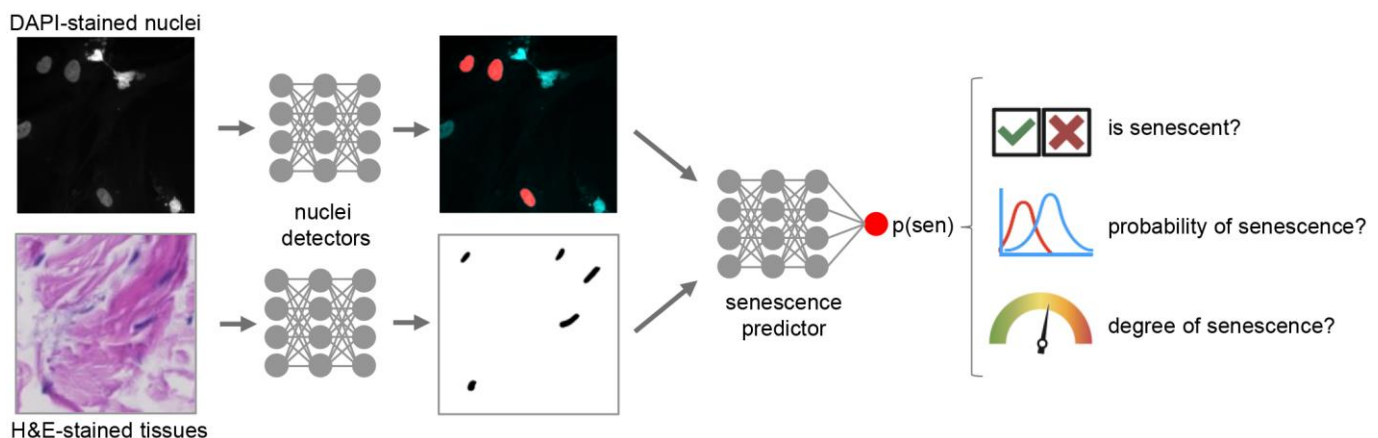 DAPI-stained nuclei
nuclei
detectors
H&E-stained tissues
senescence
predictor
p(sen)
is senescent?
probability of senescence?
degree of senescence?